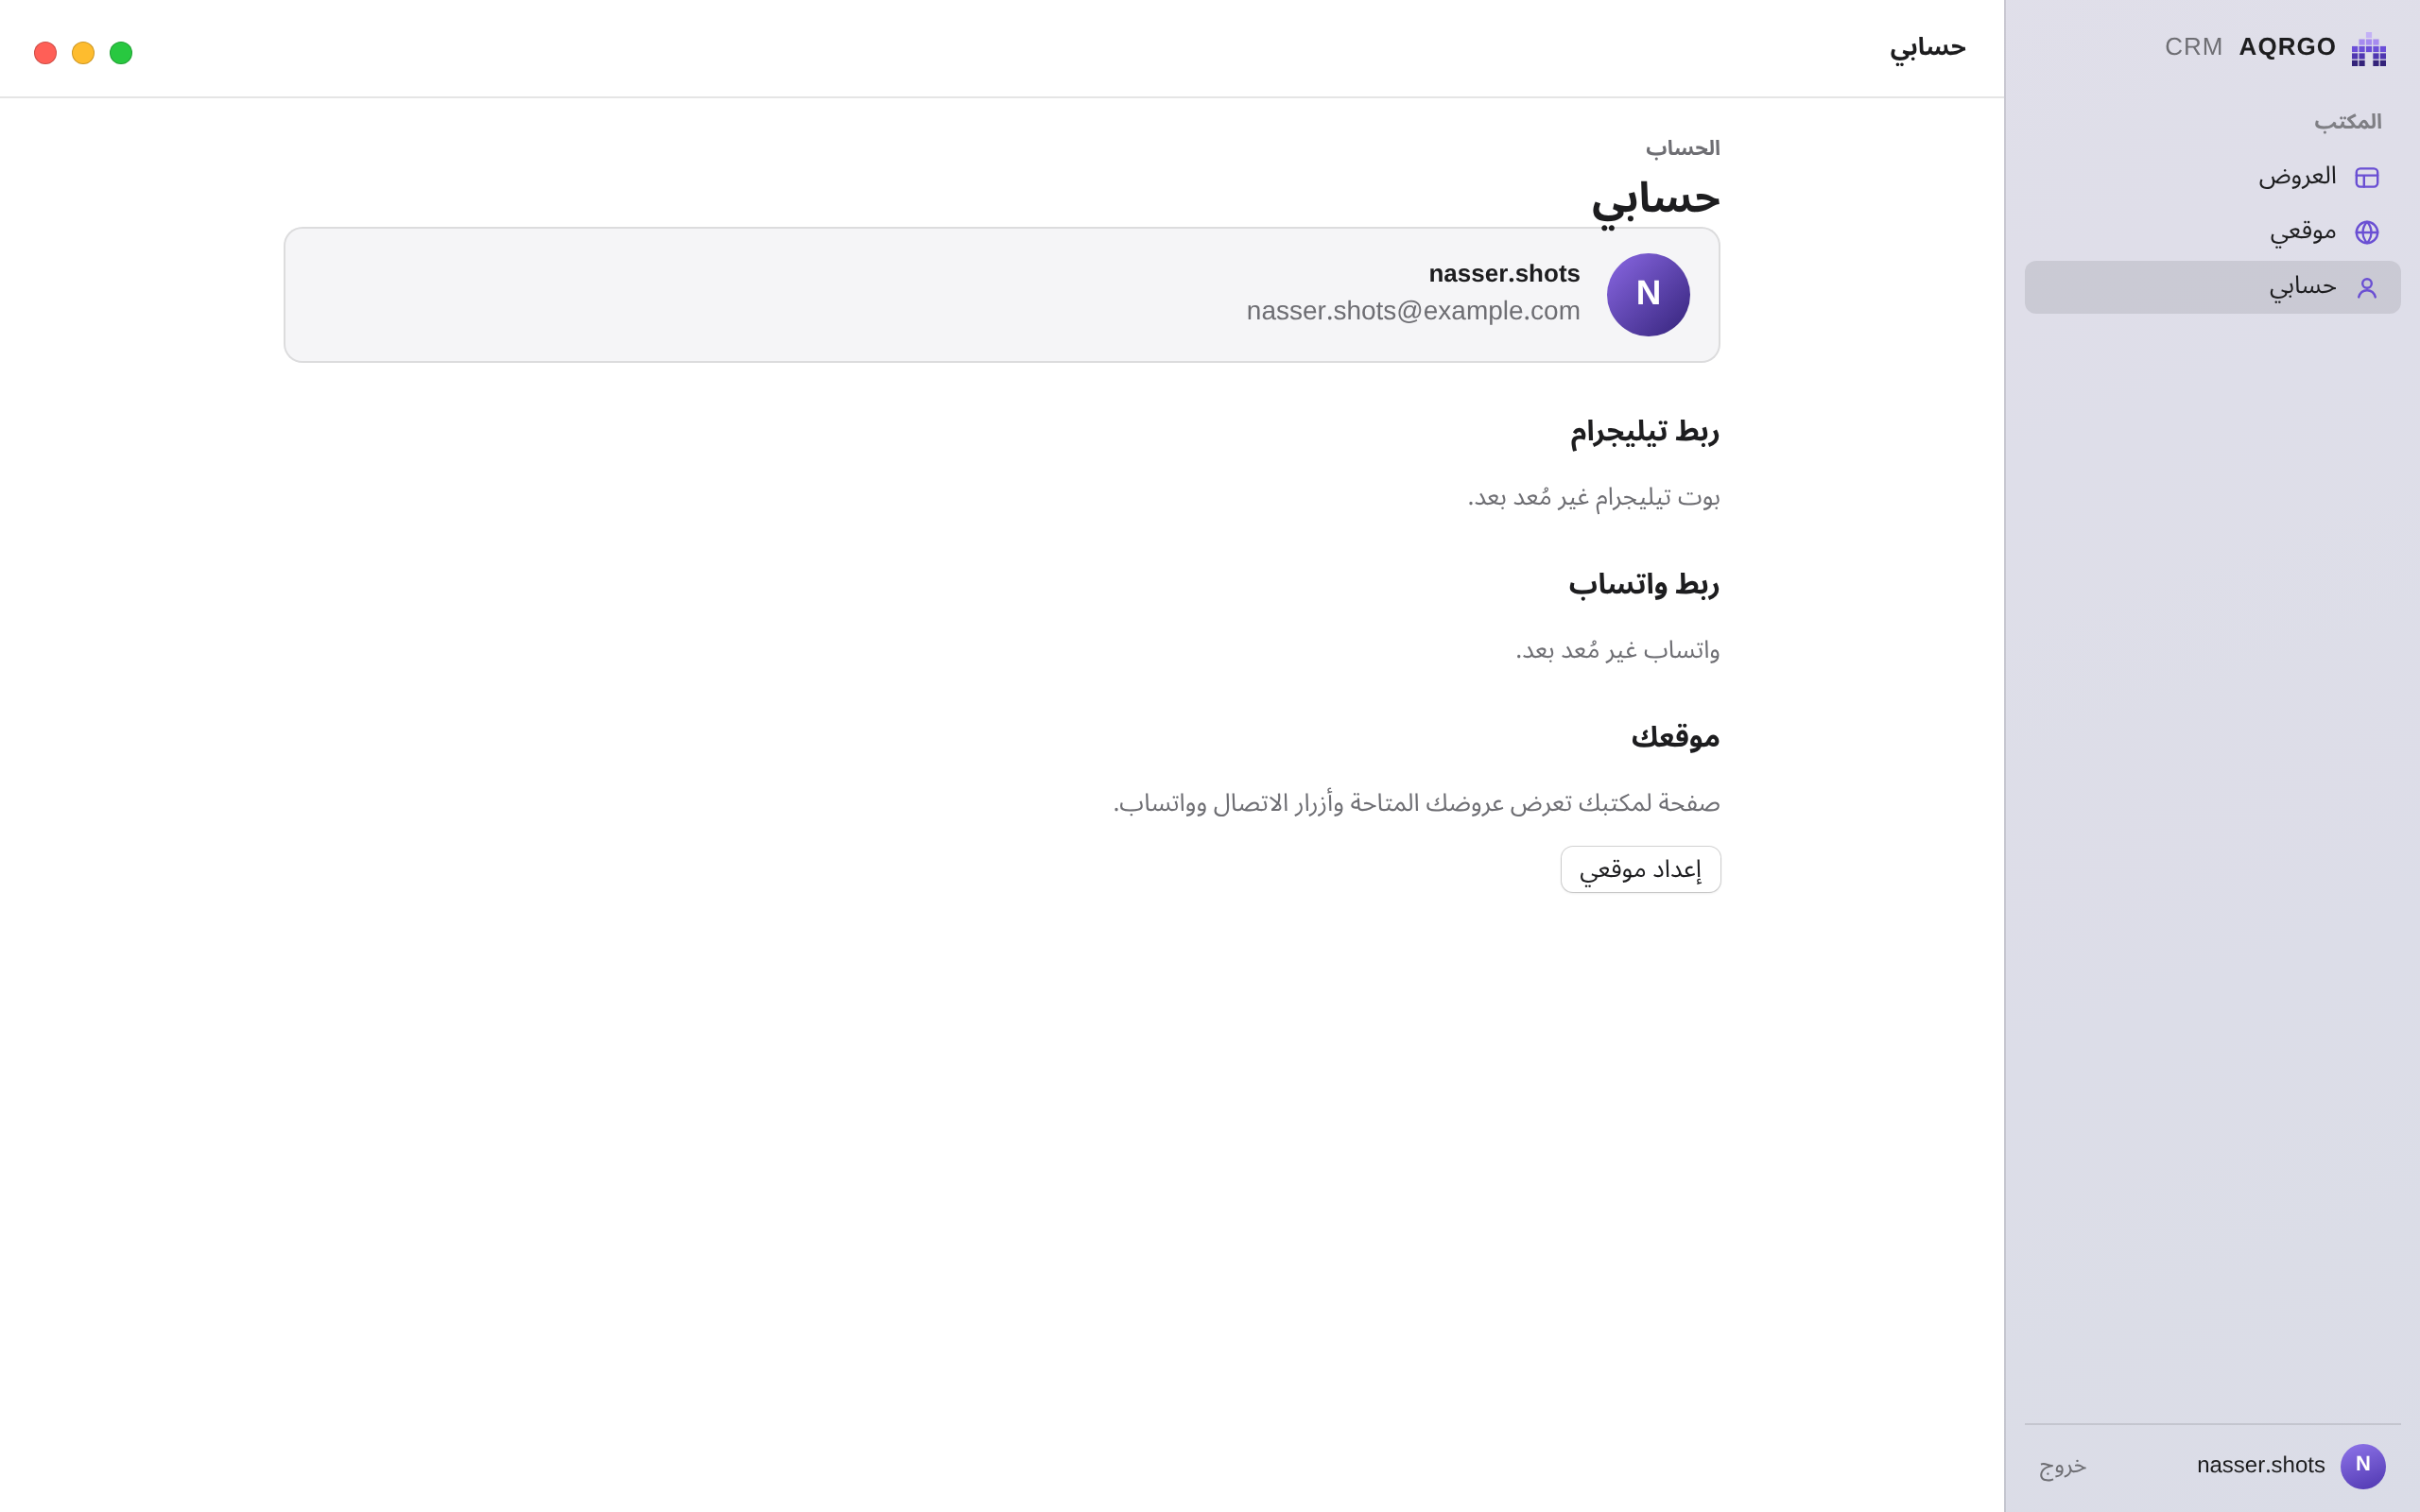 AQRGO CRM
المكتب
العروض
موقعي
حسابي
N nasser.shots خروج
حسابي
الحساب
حسابي
N
nasser.shots
nasser.shots@example.com
ربط تيليجرام
بوت تيليجرام غير مُعد بعد.
ربط واتساب
واتساب غير مُعد بعد.
موقعك
صفحة لمكتبك تعرض عروضك المتاحة وأزرار الاتصال وواتساب.
إعداد موقعي